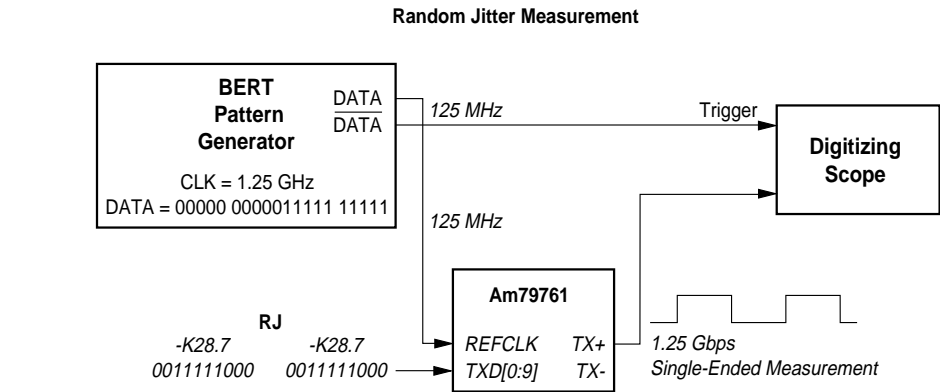 Random Jitter Measurement
BERT
Pattern
Generator
DATA
DATA
CLK = 1.25 GHz
DATA = 00000 0000011111 11111
125 MHz
Trigger
Digitizing
Scope
125 MHz
Am79761
REFCLK TX+
TXD[0:9] TX-
RJ
-K28.7 -K28.7
0011111000 0011111000
1.25 Gbps
Single-Ended Measurement